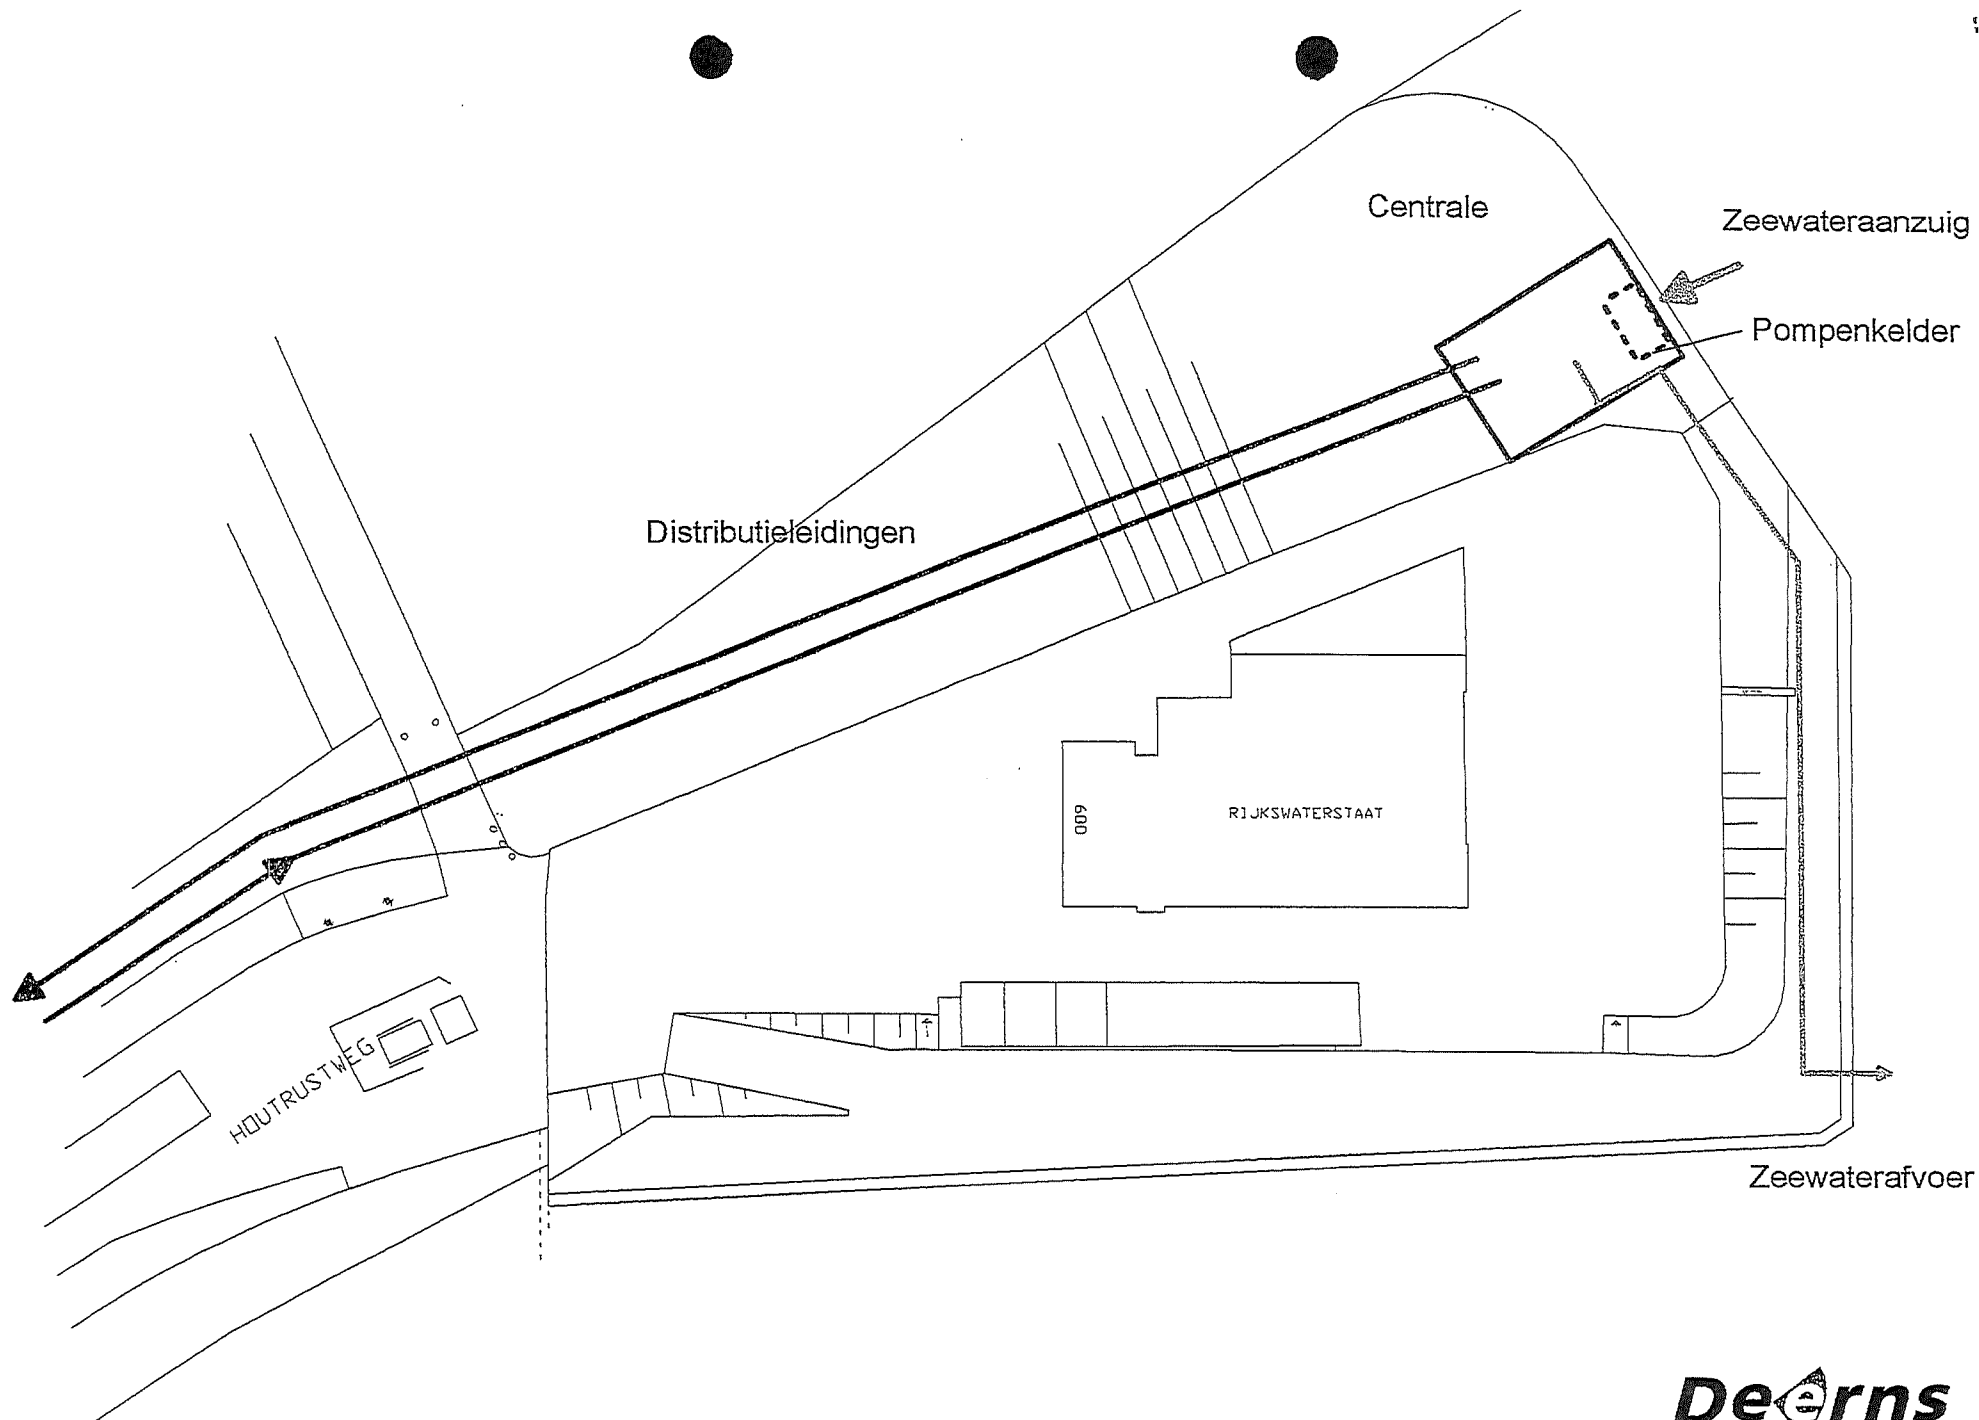 Centrale
Zeewateraanzuig
Pompenkelder
Distributieleidingen
RIJKSWATERSTAAT
600
HOUTRUSTWEG
Zeewaterafvoer
Deerns